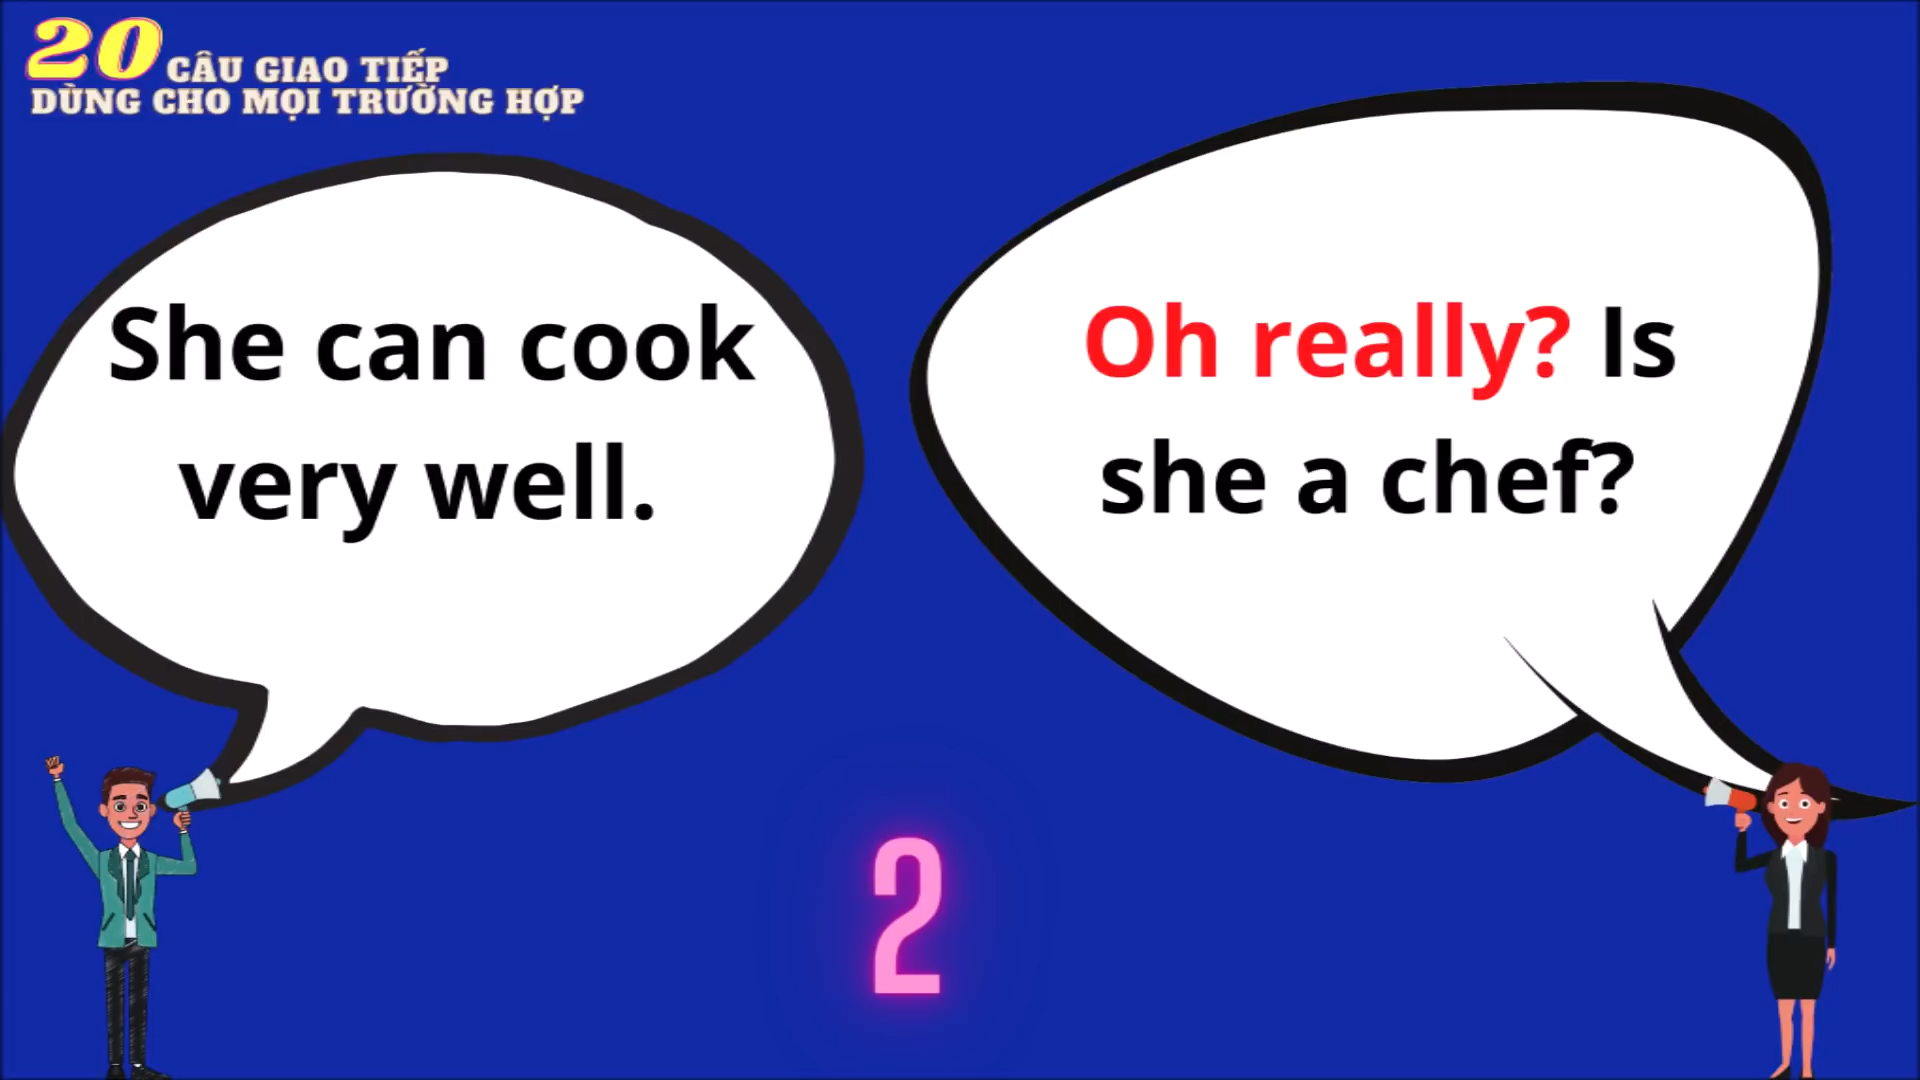 20 CÂU GIAO TIẾP
DÙNG CHO MỌI TRƯỜNG HỢP
She can cook
very well.
Oh really? Is
she a chef?
2